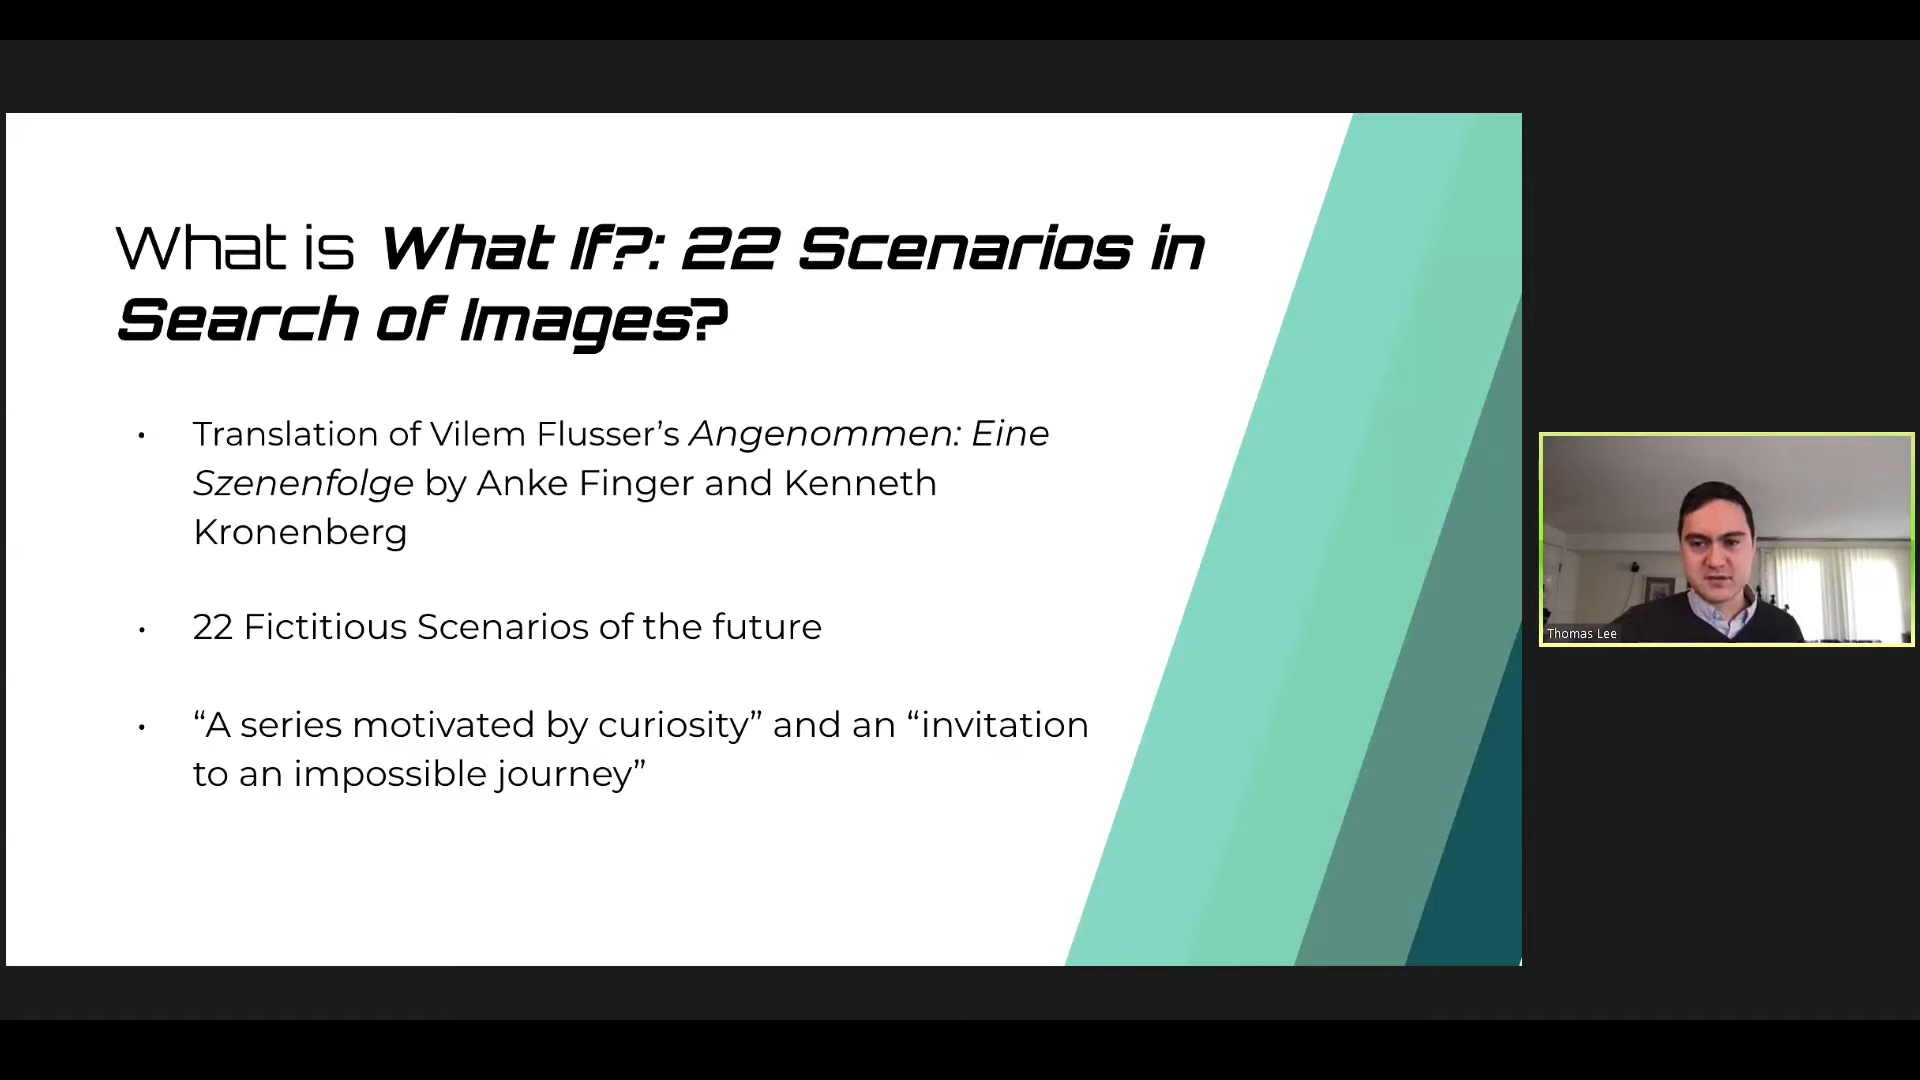 What is What If?: 22 Scenarios in
Search of Images?
• Translation of Vilem Flusser’s Angenommen: Eine
Szenenfolge by Anke Finger and Kenneth
Kronenberg
• 22 Fictitious Scenarios of the future
• “A series motivated by curiosity” and an “invitation
to an impossible journey”
Thomas Lee